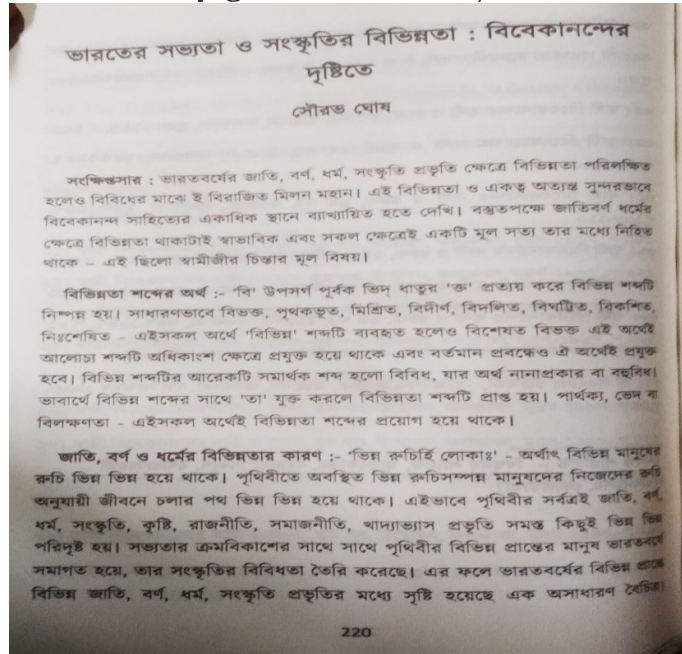 ভারতের সভ্যতা ও সংস্কৃতির বিভিন্নতা : বিবেকানন্দের
দৃষ্টিতে
সৌরভ ঘোষ
সংক্ষিপ্তসার : ভারতবর্ষের জাতি, বর্ণ, ধর্ম, সংস্কৃতি প্রভৃতি ক্ষেত্রে বিভিন্নতা পরিলক্ষিত
হলেও বিবিধের মাঝে ই বিরাজিত মিলন মহান। এই বিভিন্নতা ও একত্ব অত্যন্ত সুন্দরভাবে
বিবেকানন্দ সাহিত্যের একাধিক স্থানে ব্যাখ্যায়িত হতে দেখি। বস্তুতপক্ষে জাতিবর্ণ ধর্মের
ক্ষেত্রে বিভিন্নতা থাকাটাই স্বাভাবিক এবং সকল ক্ষেত্রেই একটি মূল সত্য তার মধ্যে নিহিত
থাকে – এই ছিলো স্বামীজীর চিন্তার মূল বিষয়।
বিভিন্নতা শব্দের অর্থ :- 'বি' উপসর্গ পূর্বক ভিদ্ ধাতুর 'ক্ত' প্রত্যয় করে বিভিন্ন শব্দটি
নিষ্পন্ন হয়। সাধারণভাবে বিভক্ত, পৃথকভূত, মিশ্রিত, বিদীর্ণ, বিদলিত, বিঘট্টিত, বিকশিত,
নিঃশেষিত – এইসকল অর্থে 'বিভিন্ন' শব্দটি ব্যবহৃত হলেও বিশেষত বিভক্ত এই অর্থেই
আলোচ্য শব্দটি অধিকাংশ ক্ষেত্রে প্রযুক্ত হয়ে থাকে এবং বর্তমান প্রবন্ধেও ঐ অর্থেই প্রযুক্ত
হবে। বিভিন্ন শব্দটির আরেকটি সমার্থক শব্দ হলো বিবিধ, যার অর্থ নানাপ্রকার বা বহুবিধ।
ভাবার্থে বিভিন্ন শব্দের সাথে 'তা' যুক্ত করলে বিভিন্নতা শব্দটি প্রাপ্ত হয়। পার্থক্য, ভেদ বা
বিলক্ষণতা – এইসকল অর্থেই বিভিন্নতা শব্দের প্রয়োগ হয়ে থাকে।
জাতি, বর্ণ ও ধর্মের বিভিন্নতার কারণ :- 'ভিন্ন রুচির্হি লোকাঃ' – অর্থাৎ বিভিন্ন মানুষের
রুচি ভিন্ন ভিন্ন হয়ে থাকে। পৃথিবীতে অবস্থিত ভিন্ন রুচিসম্পন্ন মানুষদের নিজেদের রুচি
অনুযায়ী জীবনে চলার পথ ভিন্ন ভিন্ন হয়ে থাকে। এইভাবে পৃথিবীর সর্বত্রই জাতি, বর্ণ,
ধর্ম, সংস্কৃতি, কৃষ্টি, রাজনীতি, সমাজনীতি, খাদ্যাভ্যাস প্রভৃতি সমস্ত কিছুই ভিন্ন ভিন্ন
পরিদৃষ্ট হয়। সভ্যতার ক্রমবিকাশের সাথে সাথে পৃথিবীর বিভিন্ন প্রান্তের মানুষ ভারতবর্ষে
সমাগত হয়ে, তার সংস্কৃতির বিবিধতা তৈরি করেছে। এর ফলে ভারতবর্ষের বিভিন্ন প্রান্তে
বিভিন্ন জাতি, বর্ণ, ধর্ম, সংস্কৃতি প্রভৃতির মধ্যে সৃষ্টি হয়েছে এক অসাধারণ বৈচিত্র্য।
220